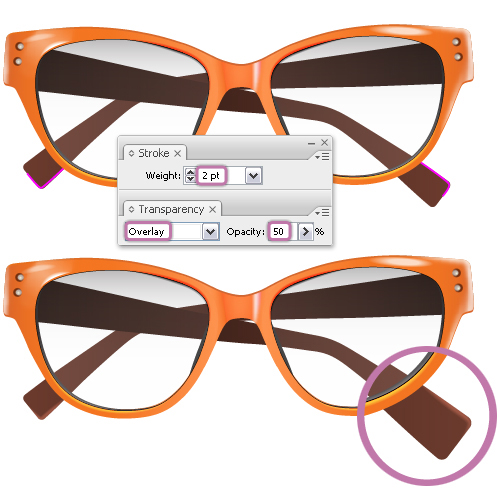 Stroke
Weight: 2 pt
Transparency
Overlay Opacity: 50 %